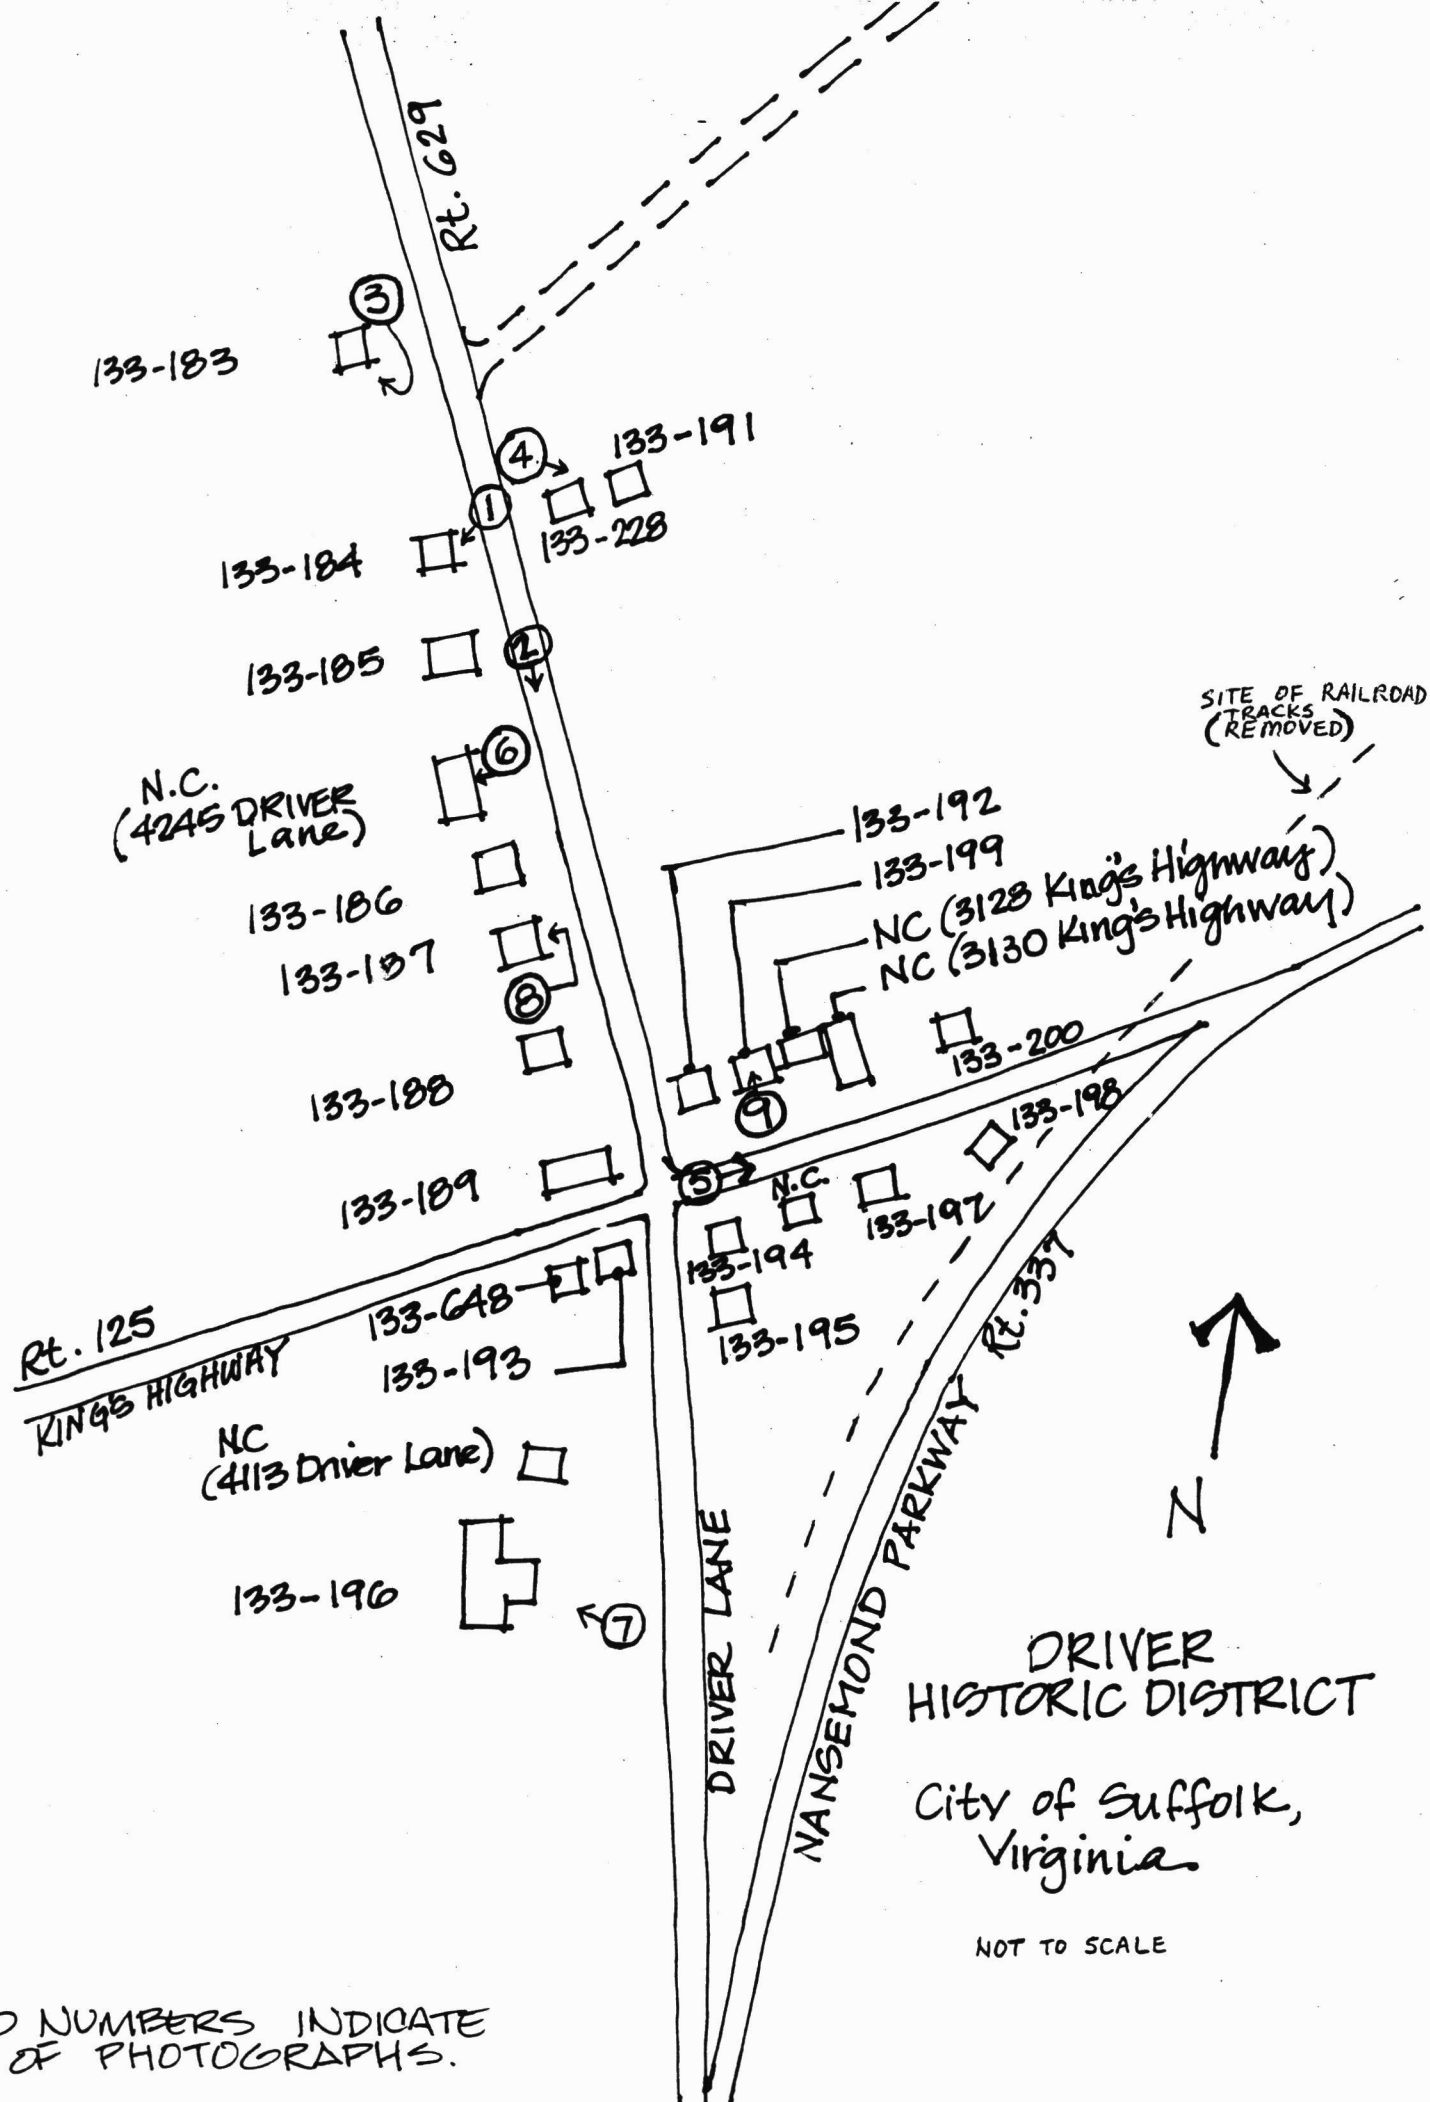 Rt. 629
3
133-183
4
133-191
1
133-228
133-184
2
133-185
SITE OF RAILROAD
TRACKS
(REMOVED)
6
N.C.
(4245 DRIVER
Lane)
133-192
133-199
NC (3128 King's Highway)
NC (3130 King's Highway)
133-186
133-137
8
133-200
133-188
9
133-198
133-189
5
N.C.
133-197
133-194
133-648
133-195
133-193
Rt. 125
KING'S HIGHWAY
Rt. 337
NC
(4113 Driver Lane)
N
133-196
7
DRIVER LANE
NANSEMOND PARKWAY
DRIVER
HISTORIC DISTRICT
City of Suffolk,
Virginia
NOT TO SCALE
D NUMBERS INDICATE
OF PHOTOGRAPHS.